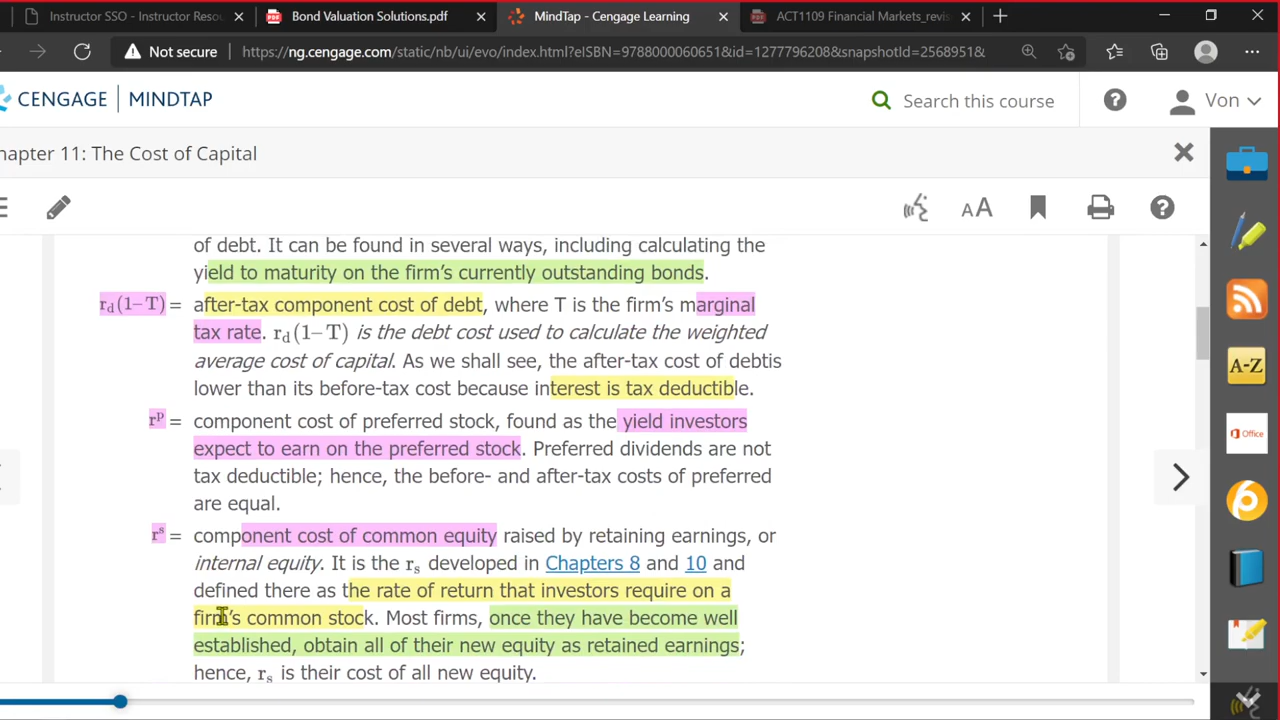 Instructor SSO - Instructor Resou
Bond Valuation Solutions.pdf
MindTap - Cengage Learning
ACT1109 Financial Markets_revis
Not secure
https://ng.cengage.com/static/nb/ui/evo/index.html?eISBN=9788000060651&id=1277796208&snapshotId=2568951&
CENGAGE | MINDTAP
Search this course
Von
hapter 11: The Cost of Capital
AA
of debt. It can be found in several ways, including calculating the
yield to maturity on the firm's currently outstanding bonds.
rd(1−T) = after-tax component cost of debt, where T is the firm's marginal
tax rate. rd(1−T) is the debt cost used to calculate the weighted
average cost of capital. As we shall see, the after-tax cost of debtis
lower than its before-tax cost because interest is tax deductible.
rp = component cost of preferred stock, found as the yield investors
expect to earn on the preferred stock. Preferred dividends are not
tax deductible; hence, the before- and after-tax costs of preferred
are equal.
rs = component cost of common equity raised by retaining earnings, or
internal equity. It is the rs developed in Chapters 8 and 10 and
defined there as the rate of return that investors require on a
firm's common stock. Most firms, once they have become well
established, obtain all of their new equity as retained earnings;
hence, rs is their cost of all new equity.
A-Z
Office